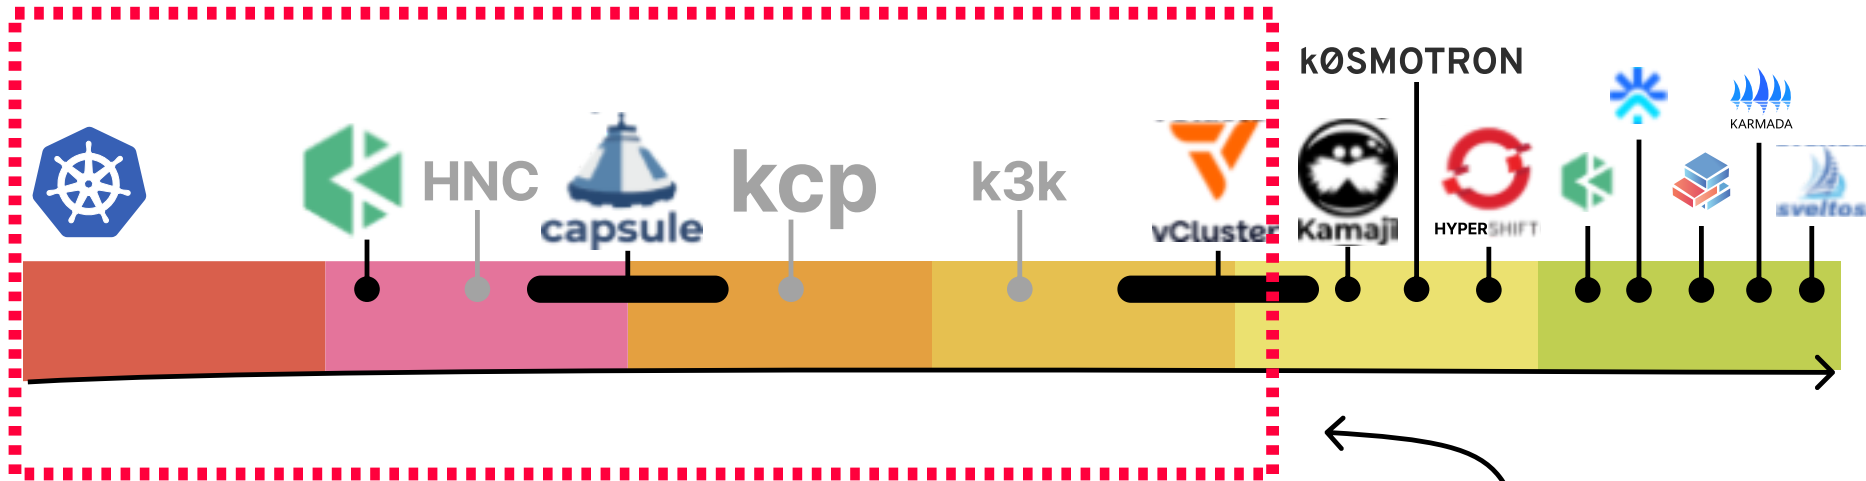 k0SMOTRON
KARMADA
HNC
kcp
k3k
capsule
vCluster
Kamaji
HYPERSHIFT
sveltos